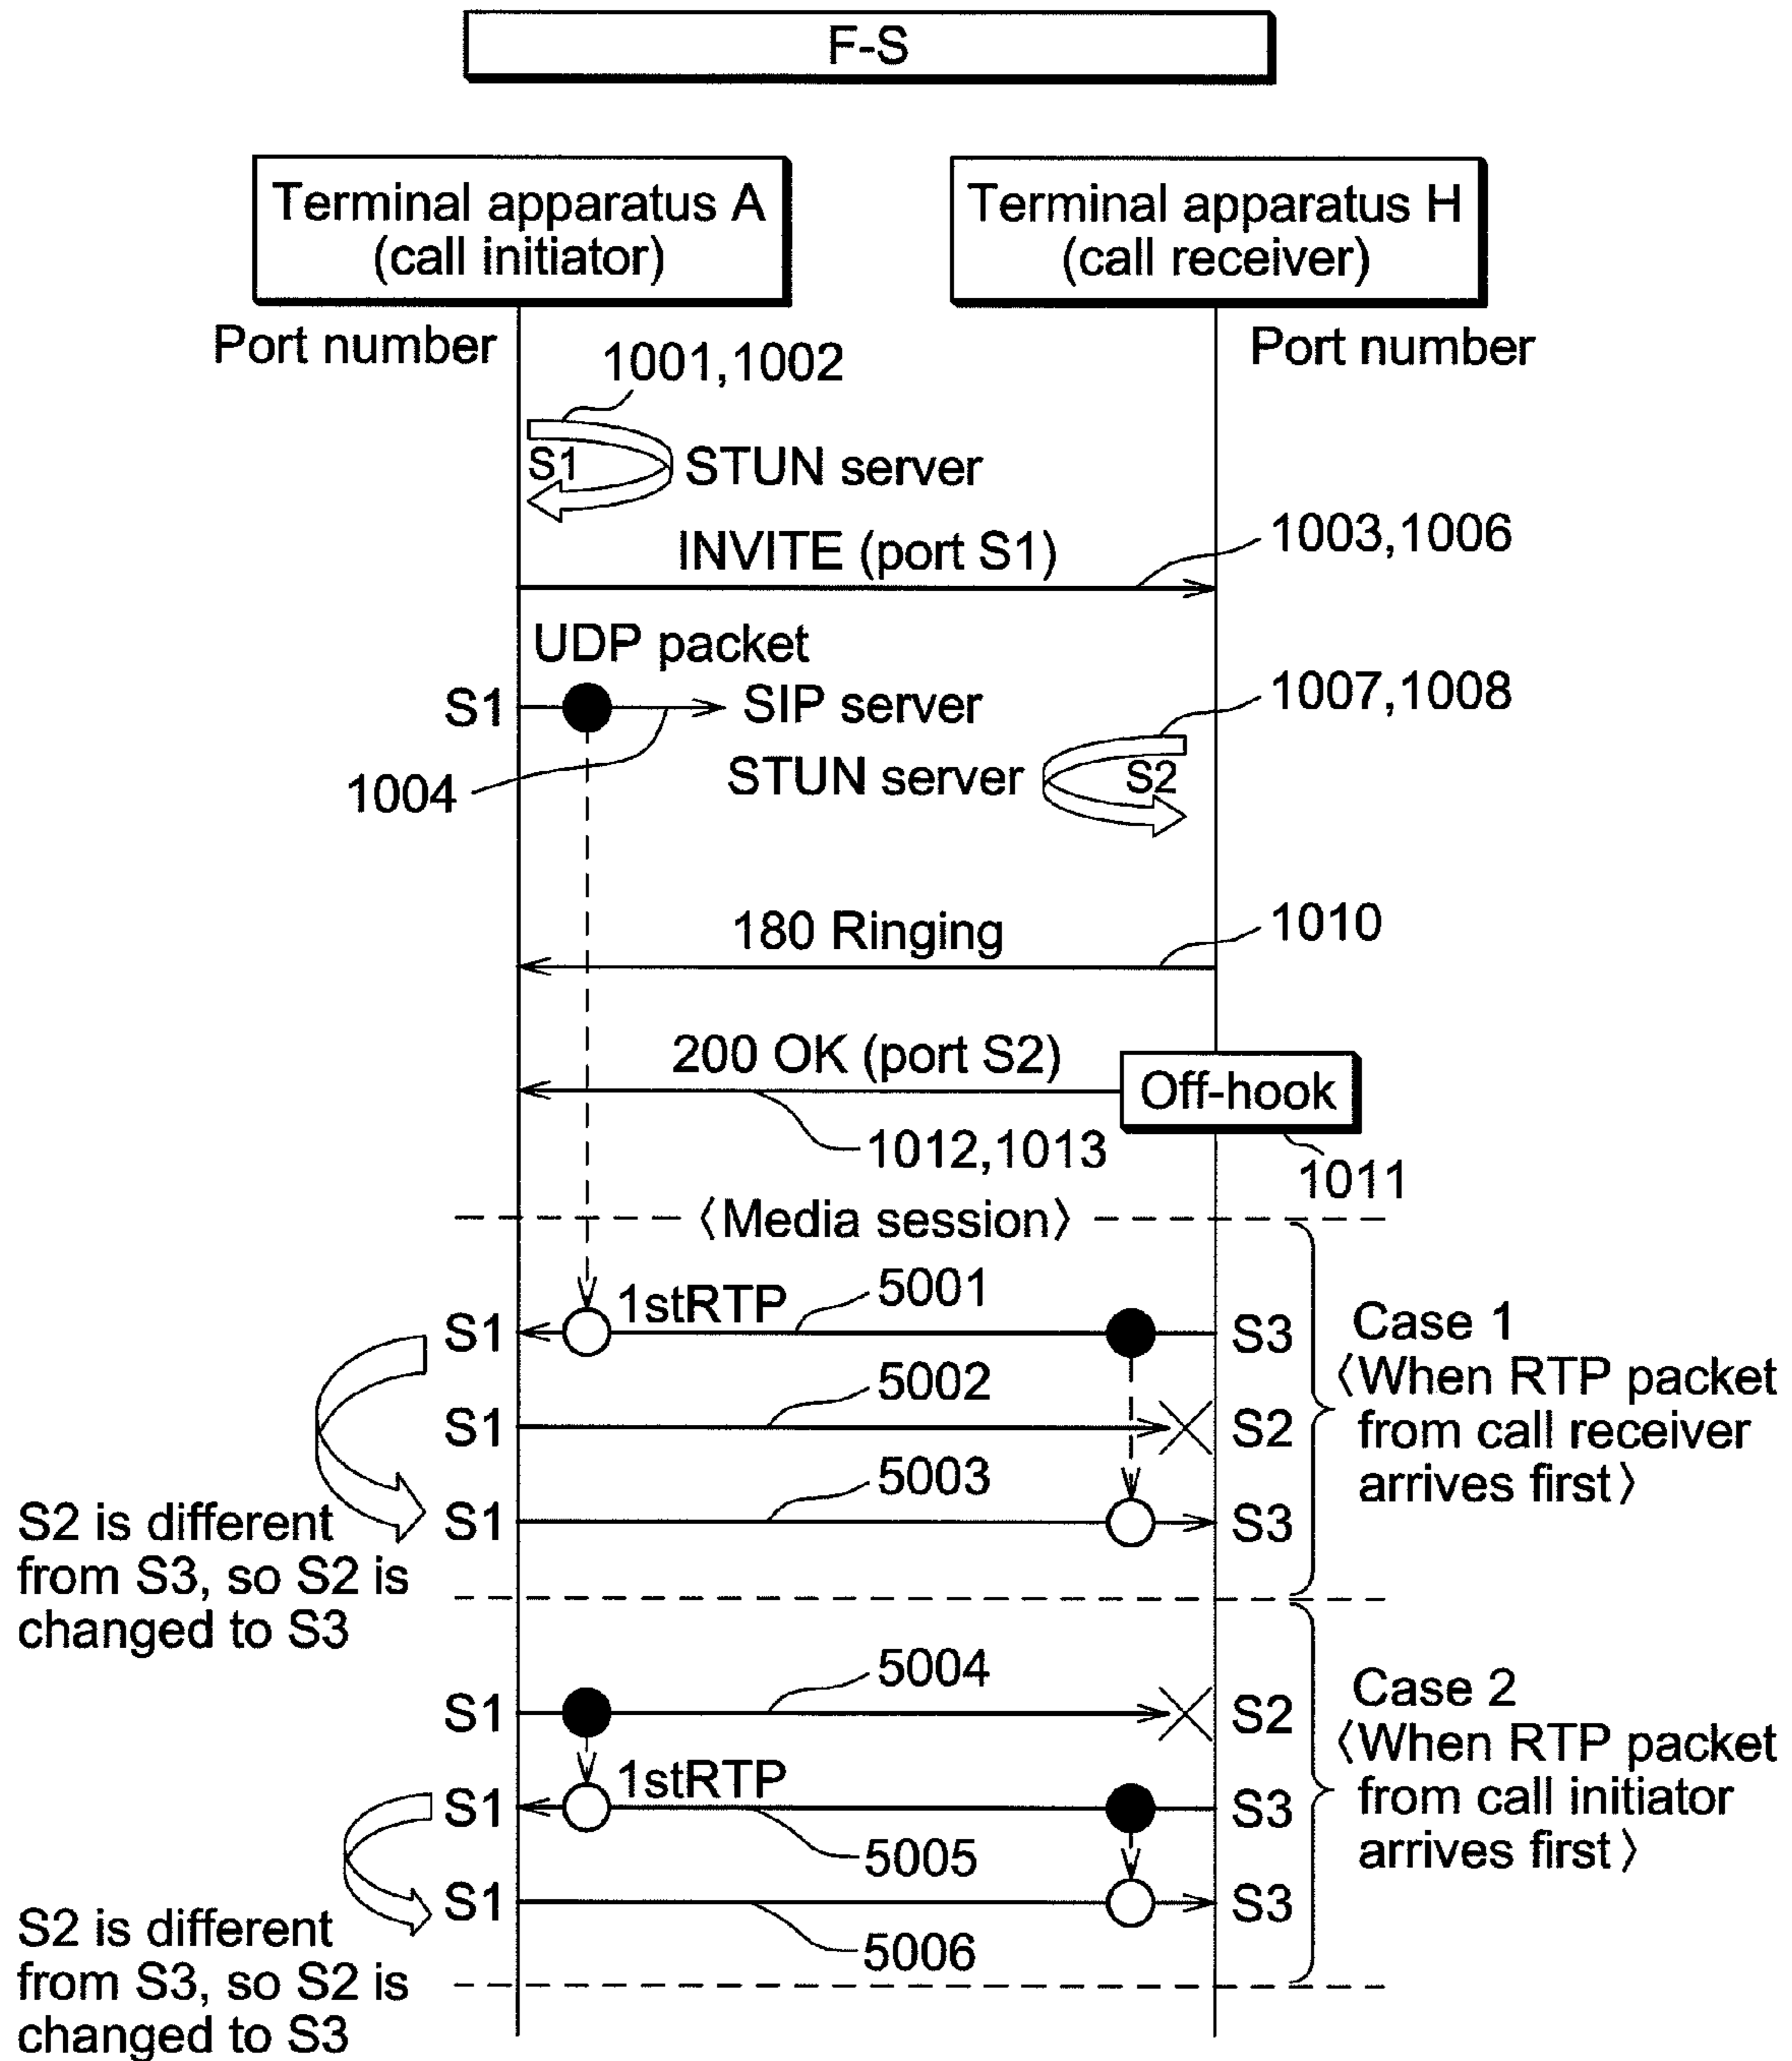 F-S
Terminal apparatus A
(call initiator)
Terminal apparatus H
(call receiver)
Port number
Port number
1001,1002
S1
STUN server
INVITE (port S1)
1003,1006
UDP packet
S1
SIP server
1004
1007,1008
STUN server
S2
180 Ringing
1010
200 OK (port S2)
Off-hook
1012,1013
1011
〈Media session〉
S1
1stRTP
5001
S3
S1
5002
S2
S1
5003
S3
Case 1
〈When RTP packet
from call receiver
arrives first〉
S2 is different
from S3, so S2 is
changed to S3
S1
5004
S2
S1
1stRTP
5005
S3
S1
5006
S3
Case 2
〈When RTP packet
from call initiator
arrives first〉
S2 is different
from S3, so S2 is
changed to S3